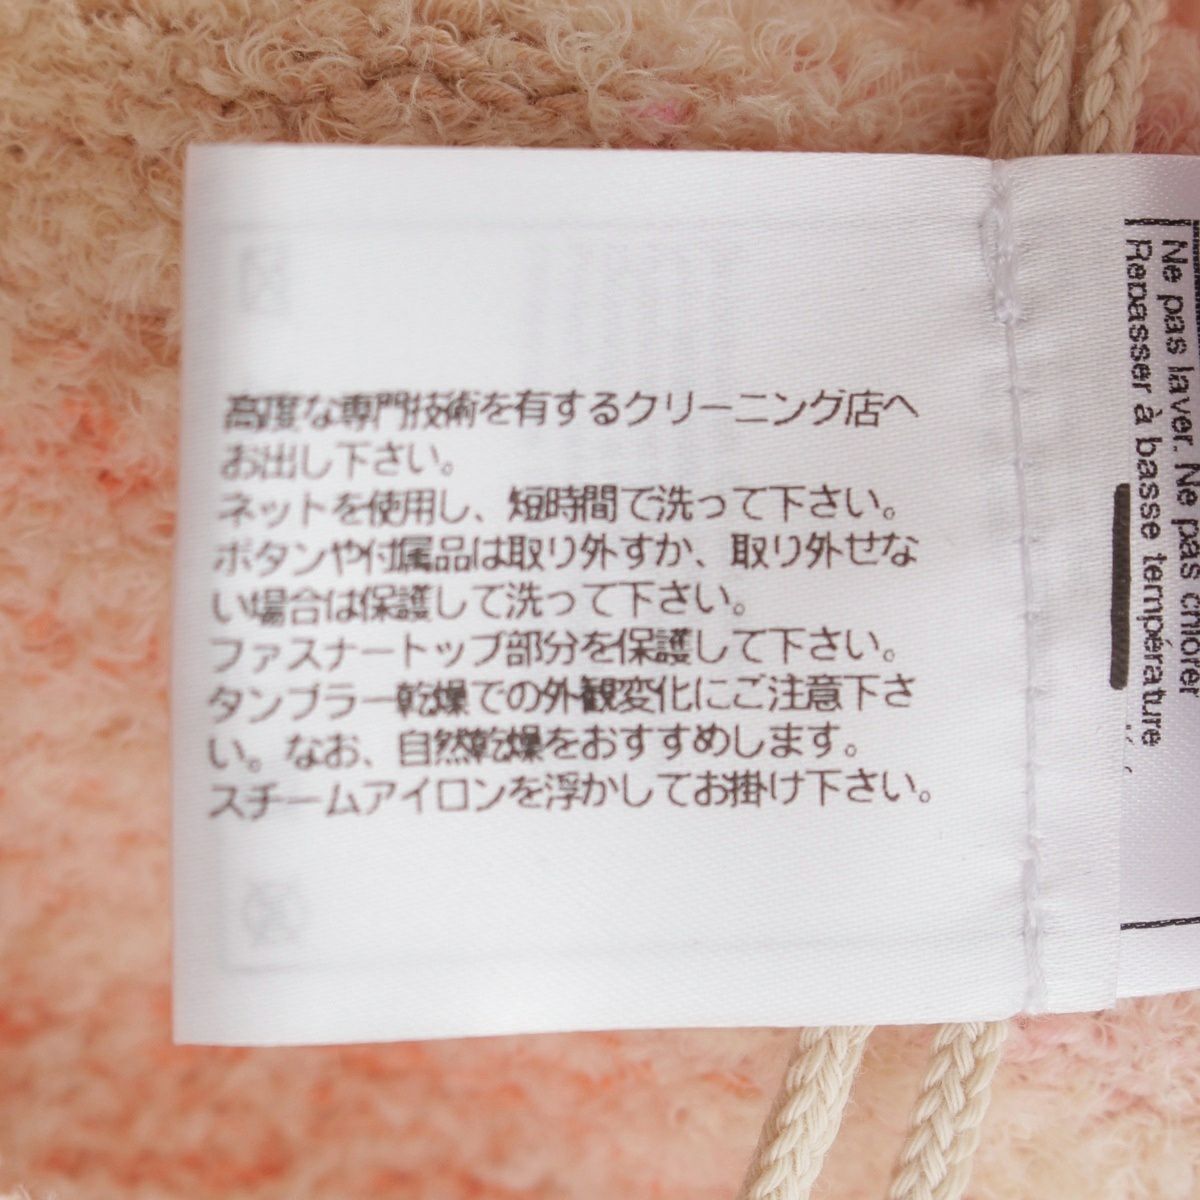 高度な専門技術を有するクリーニング店へ
お出し下さい。
ネットを使用し、短時間で洗って下さい。
ボタンや付属品は取り外すか、取り外せな
い場合は保護して洗って下さい。
ファスナートップ部分を保護して下さい。
タンブラー乾燥での外観変化にご注意下さ
い。なお、自然乾燥をおすすめします。
スチームアイロンを浮かしてお掛け下さい。
Ne pas laver. Ne pas chlorer
Repasser à basse température